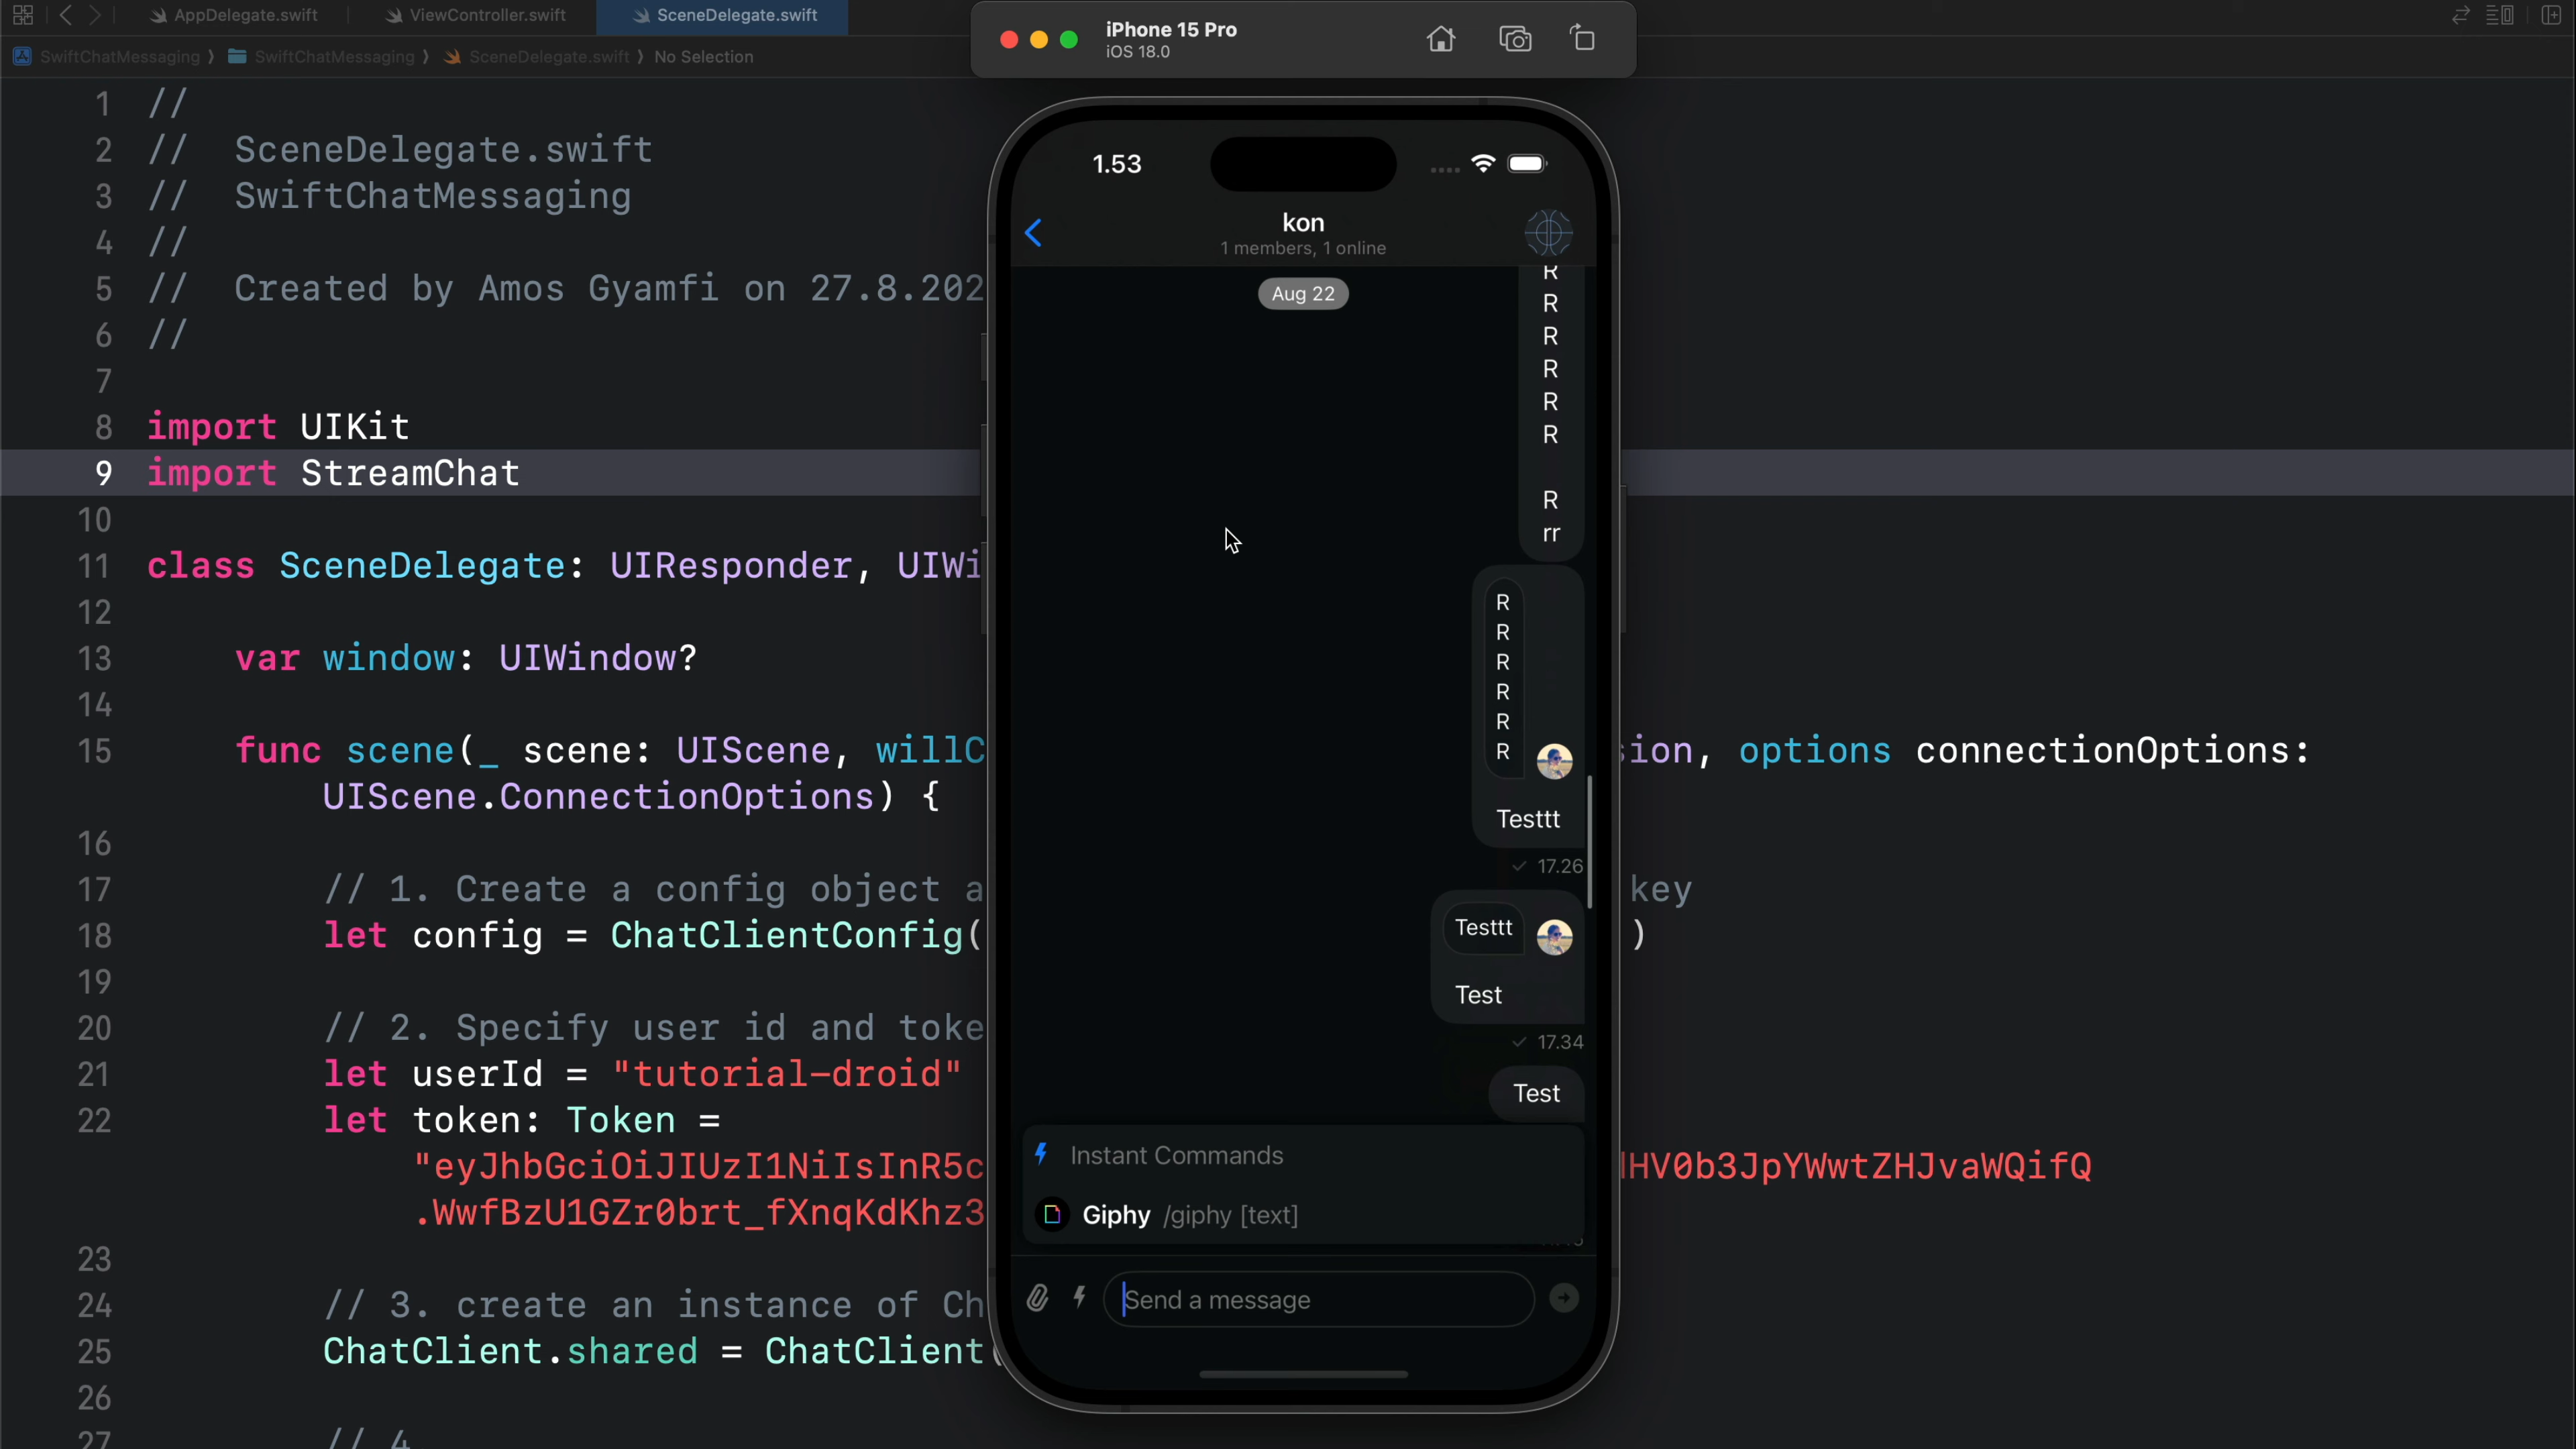 AppDelegate.swift
ViewController.swift
SceneDelegate.swift
SwiftChatMessaging ⟩ SwiftChatMessaging ⟩ SceneDelegate.swift ⟩ No Selection
1 //
2 // SceneDelegate.swift
3 // SwiftChatMessaging
4 //
5 // Created by Amos Gyamfi on 27.8.202
6 //
7
8 import UIKit
9 import StreamChat
10
11 class SceneDelegate: UIResponder, UIWi
12
13 var window: UIWindow?
14
15 func scene(_ scene: UIScene, willC sion, options connectionOptions:
UIScene.ConnectionOptions) {
16
17 // 1. Create a config object a key
18 let config = ChatClientConfig( )
19
20 // 2. Specify user id and toke
21 let userId = "tutorial-droid"
22 let token: Token =
"eyJhbGciOiJIUzI1NiIsInR5c HV0b3JpYWwtZHJvaWQifQ
.WwfBzU1GZr0brt_fXnqKdKhz3
23
24 // 3. create an instance of Ch
25 ChatClient.shared = ChatClient(
26
27 // 4
iPhone 15 Pro
iOS 18.0
1.53
kon
1 members, 1 online
Aug 22
R
R
R
R
R
R
R
rr
R
R
R
R
R
R
Testtt
17.26
Testtt
Test
17.34
Test
Instant Commands
Giphy /giphy [text]
Send a message